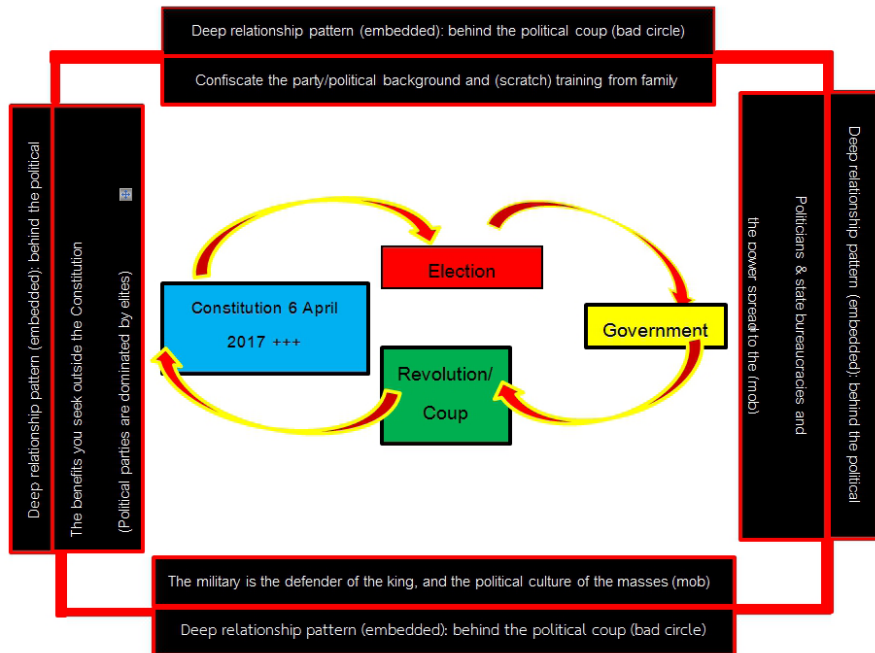 Deep relationship pattern (embedded): behind the political coup (bad circle)
Confiscate the party/political background and (scratch) training from family
Deep relationship pattern (embedded): behind the political
The benefits you seek outside the Constitution
(Political parties are dominated by elites)
Election
Constitution 6 April
2017 +++
Government
Revolution/
Coup
Deep relationship pattern (embedded): behind the political
Politicians & state bureaucracies and
the power spread to the (mob)
The military is the defender of the king, and the political culture of the masses (mob)
Deep relationship pattern (embedded): behind the political coup (bad circle)